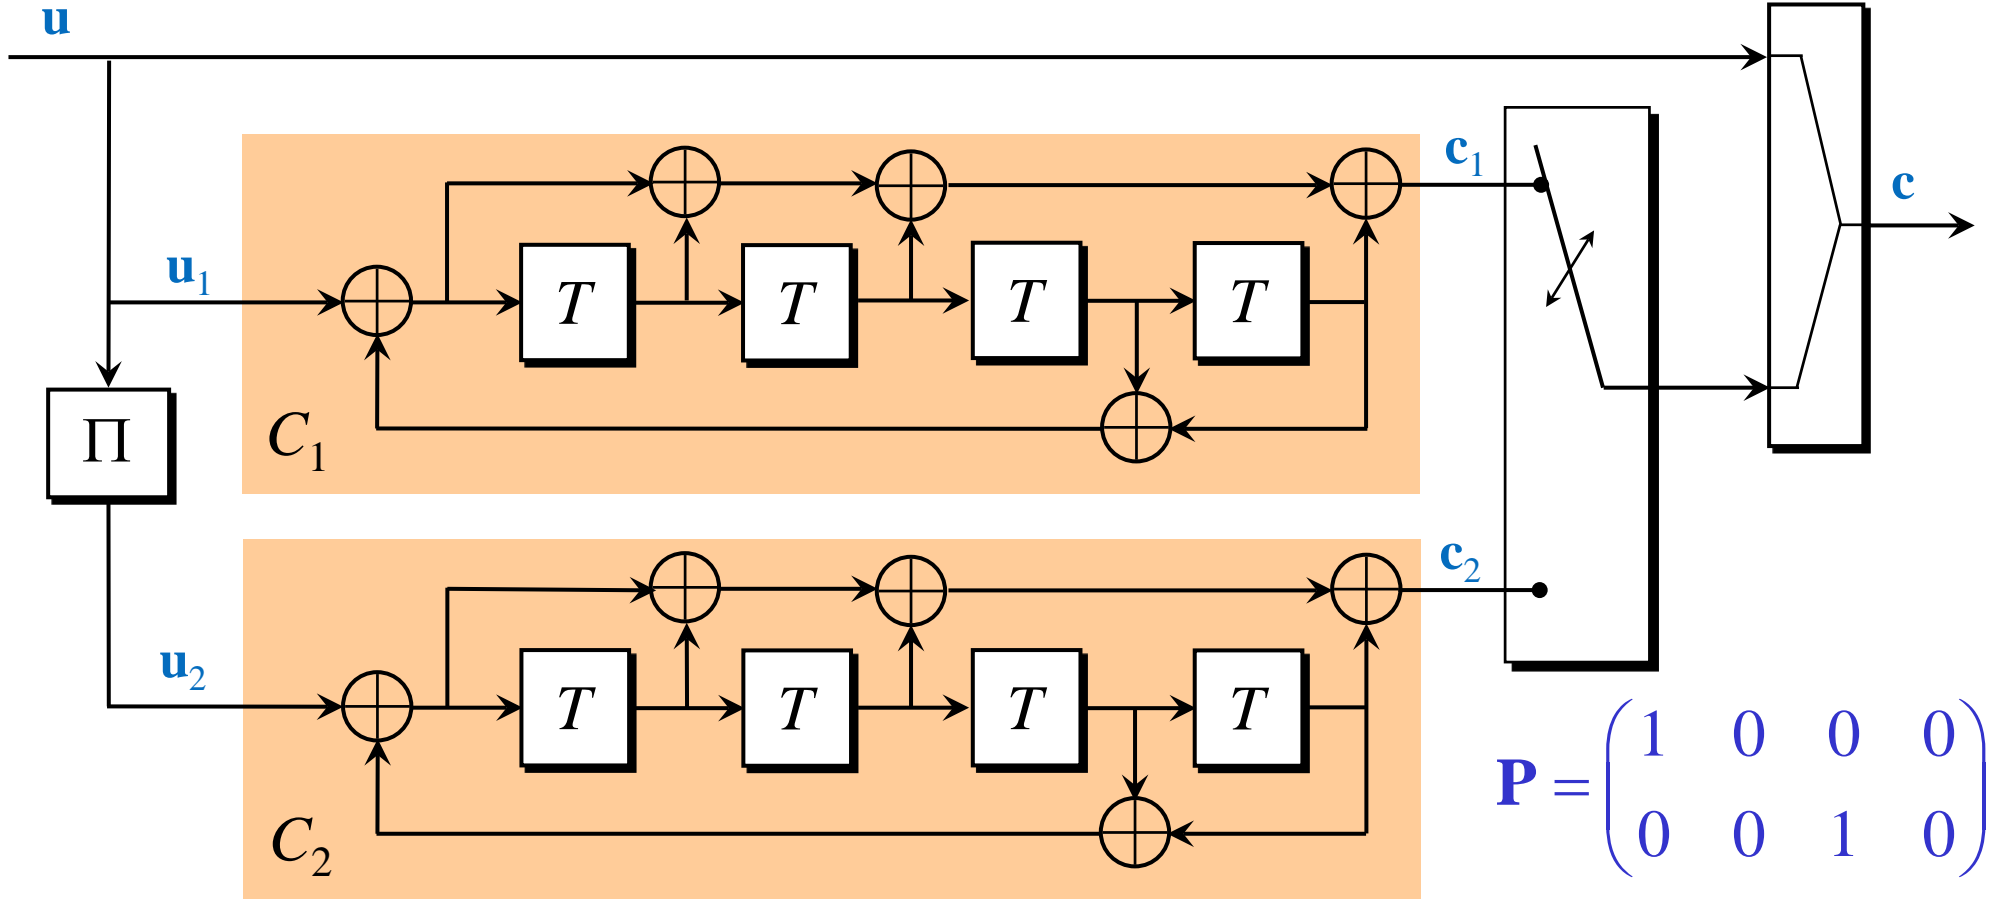 u
c₁
c
u₁
T T T T
Π
C₁
c₂
u₂
T T T T
C₂
P = (1 0 0 0
0 0 1 0)